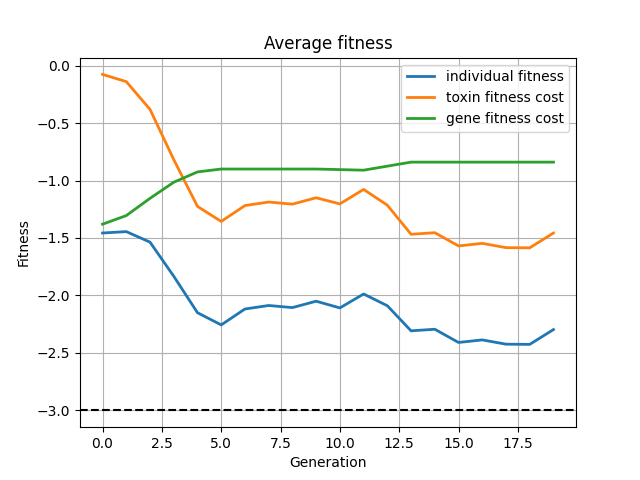 Average fitness
individual fitness
toxin fitness cost
gene fitness cost
0.0
−0.5
−1.0
−1.5
−2.0
−2.5
−3.0
Fitness
0.0 2.5 5.0 7.5 10.0 12.5 15.0 17.5
Generation